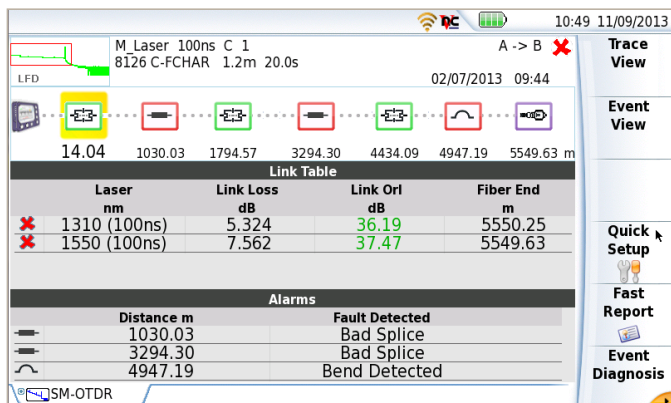 10:49 11/09/2013
M_Laser 100ns C 1 A -> B
8126 C-FCHAR 1.2m 20.0s
LFD 02/07/2013 09:44
14.04 1030.03 1794.57 3294.30 4434.09 4947.19 5549.63 m
Link Table
Laser Link Loss Link Orl Fiber End
nm dB dB m
1310 (100ns) 5.324 36.19 5550.25
1550 (100ns) 7.562 37.47 5549.63
Alarms
Distance m Fault Detected
1030.03 Bad Splice
3294.30 Bad Splice
4947.19 Bend Detected
SM-OTDR
Trace
View
Event
View
Quick
Setup
Fast
Report
Event
Diagnosis